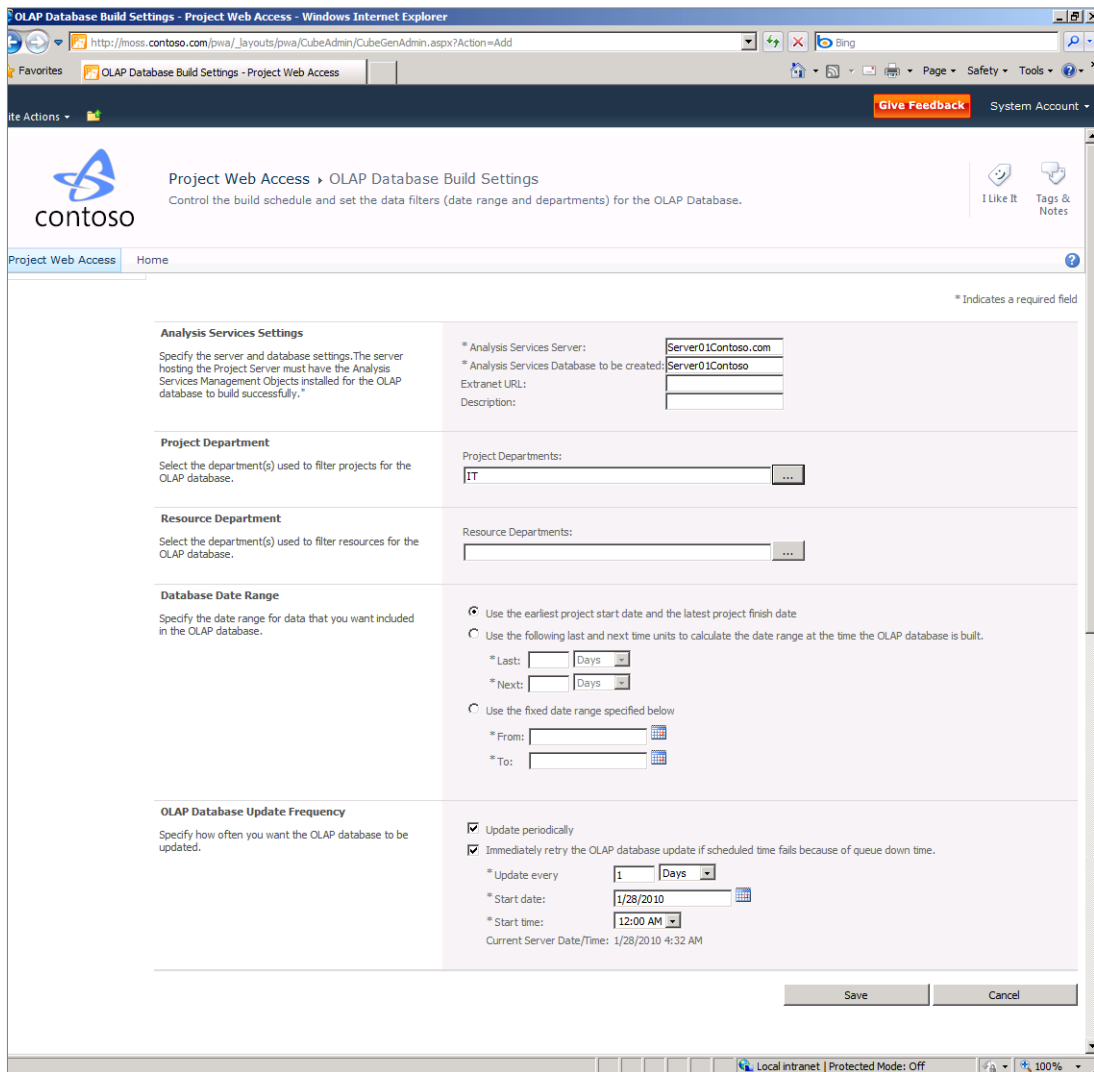 OLAP Database Build Settings - Project Web Access - Windows Internet Explorer
http://moss.contoso.com/pwa/_layouts/pwa/CubeAdmin/CubeGenAdmin.aspx?Action=Add
Bing
Favorites
OLAP Database Build Settings - Project Web Access
Page
Safety
Tools
ite Actions
Give Feedback
System Account
contoso
Project Web Access
OLAP Database Build Settings
Control the build schedule and set the data filters (date range and departments) for the OLAP Database.
I Like It
Tags &
Notes
Project Web Access
Home
* Indicates a required field
Analysis Services Settings
Specify the server and database settings.The server
hosting the Project Server must have the Analysis
Services Management Objects installed for the OLAP
database to build successfully."
* Analysis Services Server: Server01Contoso.com
* Analysis Services Database to be created: Server01Contoso
Extranet URL:
Description:
Project Department
Select the department(s) used to filter projects for the
OLAP database.
Project Departments:
IT
...
Resource Department
Select the department(s) used to filter resources for the
OLAP database.
Resource Departments:
...
Database Date Range
Specify the date range for data that you want included
in the OLAP database.
Use the earliest project start date and the latest project finish date
Use the following last and next time units to calculate the date range at the time the OLAP database is built.
* Last: Days
* Next: Days
Use the fixed date range specified below
* From:
* To:
OLAP Database Update Frequency
Specify how often you want the OLAP database to be
updated.
Update periodically
Immediately retry the OLAP database update if scheduled time fails because of queue down time.
* Update every 1 Days
* Start date: 1/28/2010
* Start time: 12:00 AM
Current Server Date/Time: 1/28/2010 4:32 AM
Save
Cancel
Local intranet | Protected Mode: Off
100%